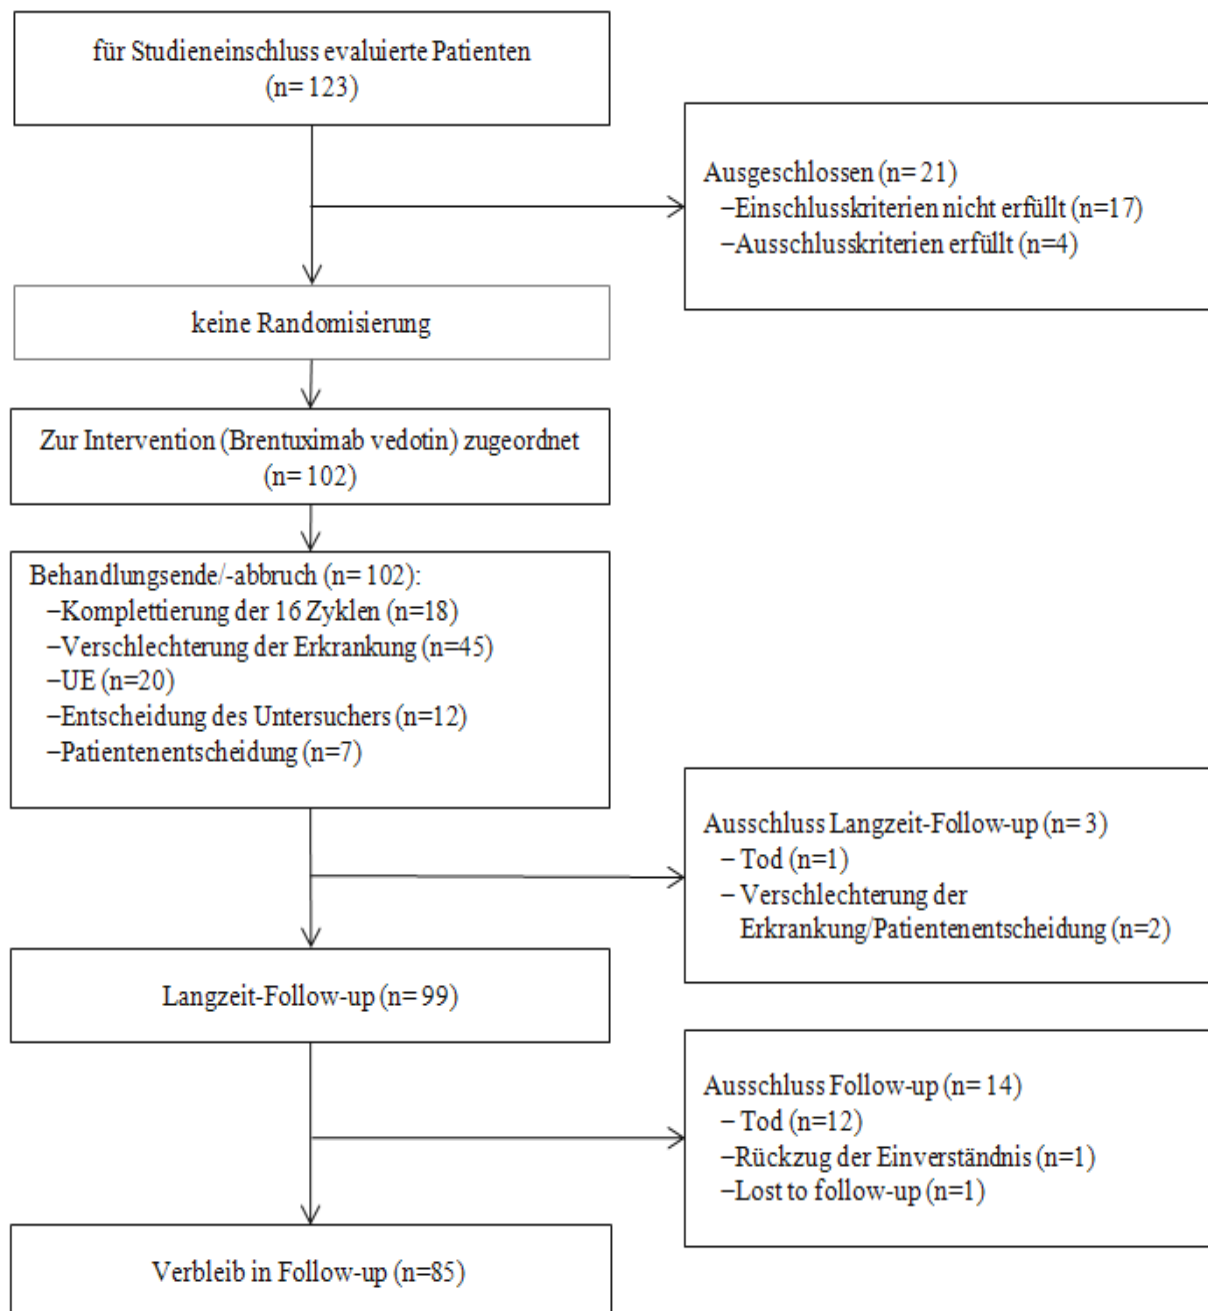 für Studieneinschluss evaluierte Patienten
(n= 123)
Ausgeschlossen (n= 21)
–Einschlusskriterien nicht erfüllt (n=17)
–Ausschlusskriterien erfüllt (n=4)
keine Randomisierung
Zur Intervention (Brentuximab vedotin) zugeordnet
(n= 102)
Behandlungsende/-abbruch (n= 102):
–Komplettierung der 16 Zyklen (n=18)
–Verschlechterung der Erkrankung (n=45)
–UE (n=20)
–Entscheidung des Untersuchers (n=12)
–Patientenentscheidung (n=7)
Ausschluss Langzeit-Follow-up (n= 3)
– Tod (n=1)
– Verschlechterung der
Erkrankung/Patientenentscheidung (n=2)
Langzeit-Follow-up (n= 99)
Ausschluss Follow-up (n= 14)
– Tod (n=12)
–Rückzug der Einverständnis (n=1)
–Lost to follow-up (n=1)
Verbleib in Follow-up (n=85)